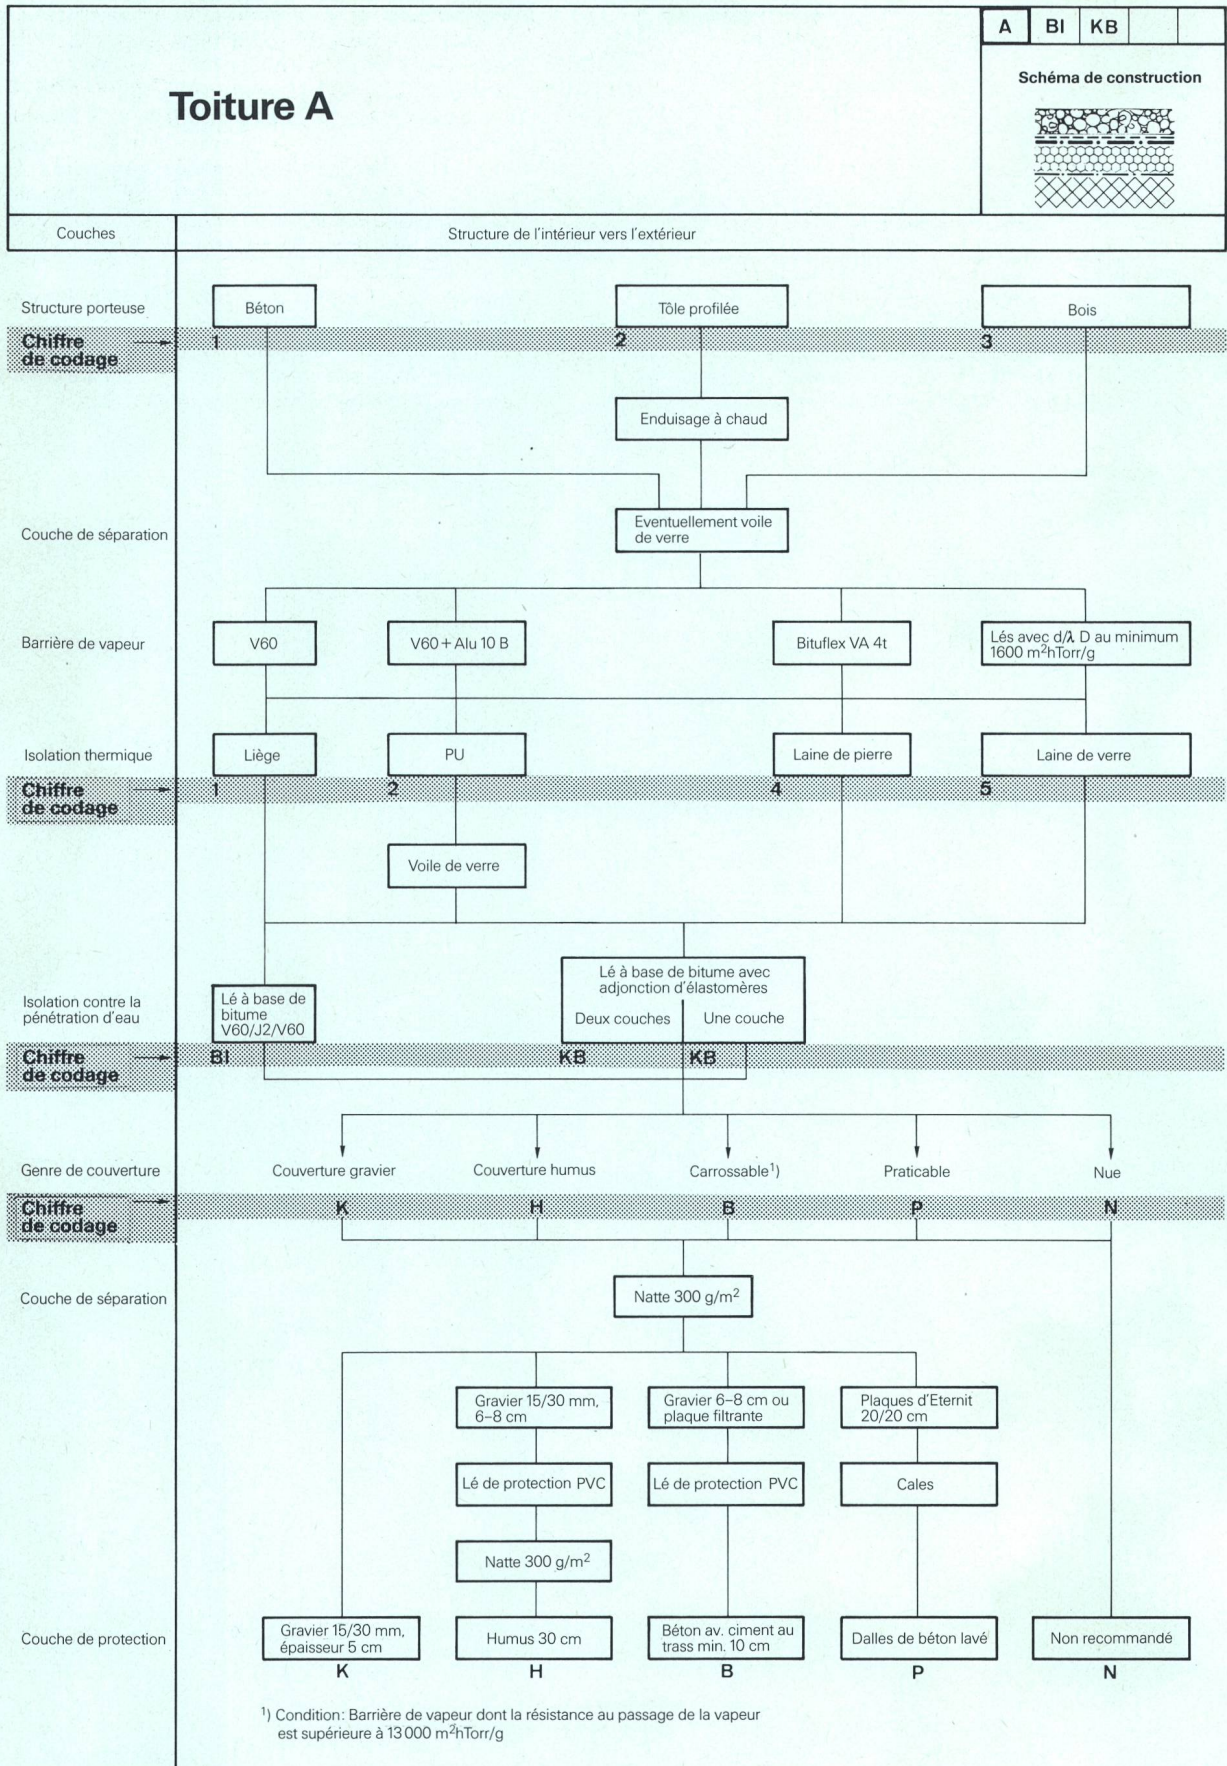 A BI KB
Toiture A
Schéma de construction
Couches
Structure de l'intérieur vers l'extérieur
Structure porteuse
Béton
Tôle profilée
Bois
Chiffre
de codage
1 2 3
Enduisage à chaud
Couche de séparation
Eventuellement voile
de verre
Barrière de vapeur
V60
V60 + Alu 10 B
Bituflex VA 4t
Lés avec d/λ D au minimum
1600 m²hTorr/g
Isolation thermique
Liège
PU
Laine de pierre
Laine de verre
Chiffre
de codage
1 2 4 5
Voile de verre
Isolation contre la
pénétration d'eau
Lé à base de
bitume
V60/J2/V60
Lé à base de bitume avec
adjonction d'élastomères
Deux couches
Une couche
Chiffre
de codage
BI KB KB
Genre de couverture
Couverture gravier
Couverture humus
Carrossable¹)
Praticable
Nue
Chiffre
de codage
K H B P N
Couche de séparation
Natte 300 g/m²
Gravier 15/30 mm,
6–8 cm
Gravier 6–8 cm ou
plaque filtrante
Plaques d'Eternit
20/20 cm
Lé de protection PVC
Lé de protection PVC
Cales
Natte 300 g/m²
Couche de protection
Gravier 15/30 mm,
épaisseur 5 cm
Humus 30 cm
Béton av. ciment au
trass min. 10 cm
Dalles de béton lavé
Non recommandé
K H B P N
¹) Condition: Barrière de vapeur dont la résistance au passage de la vapeur
est supérieure à 13 000 m²hTorr/g